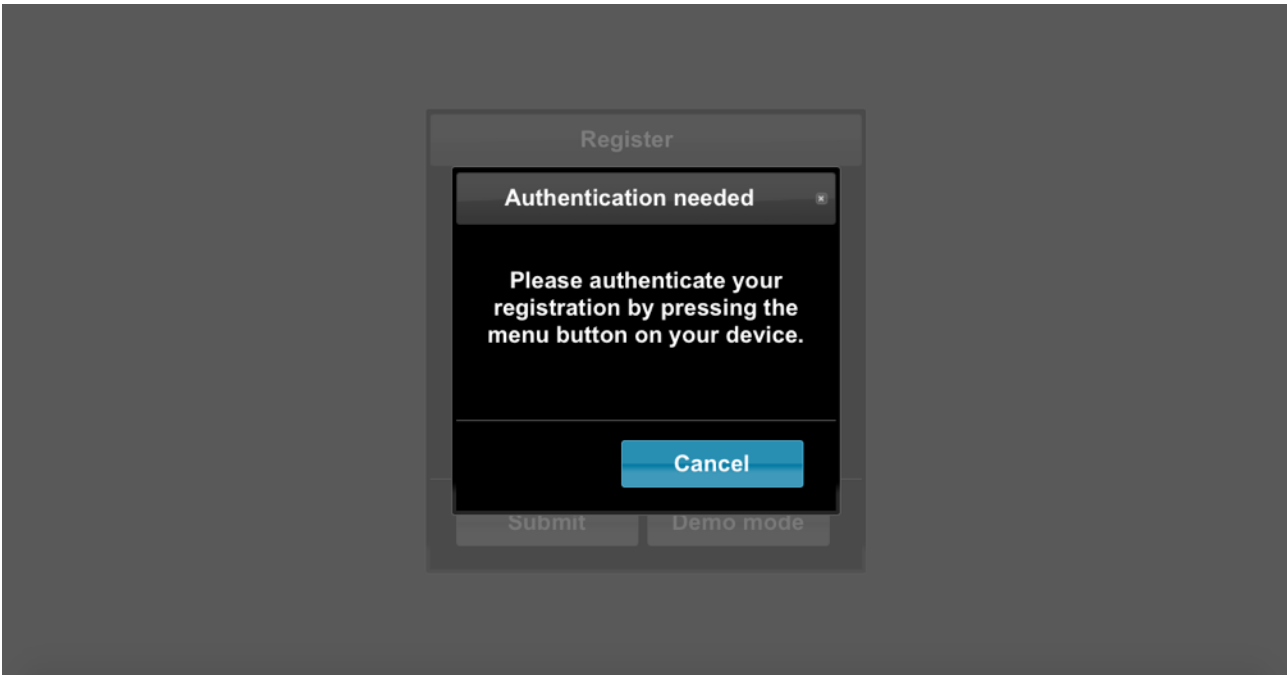 Register
Authentication needed
Please authenticate your
registration by pressing the
menu button on your device.
Cancel
Submit
Demo mode